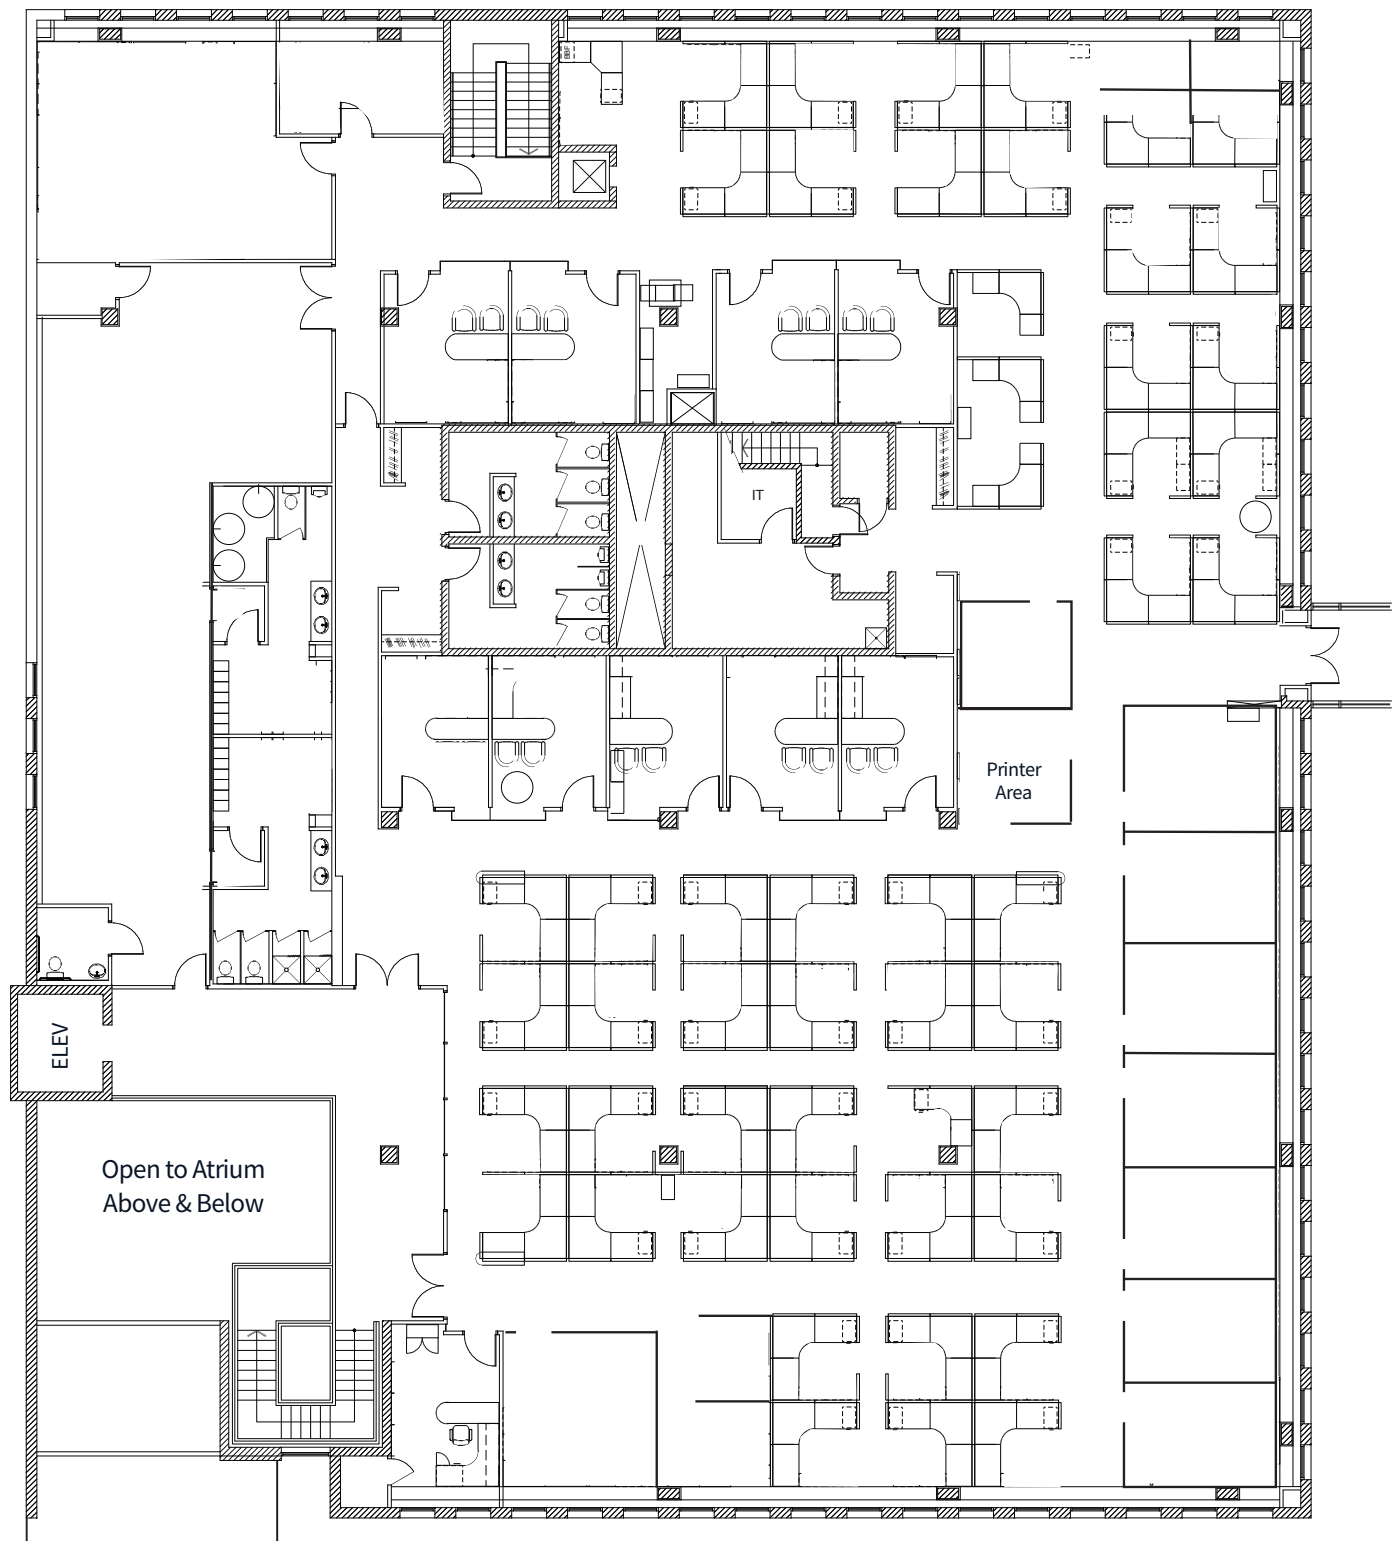 IT
Printer
Area
ELEV
Open to Atrium
Above & Below